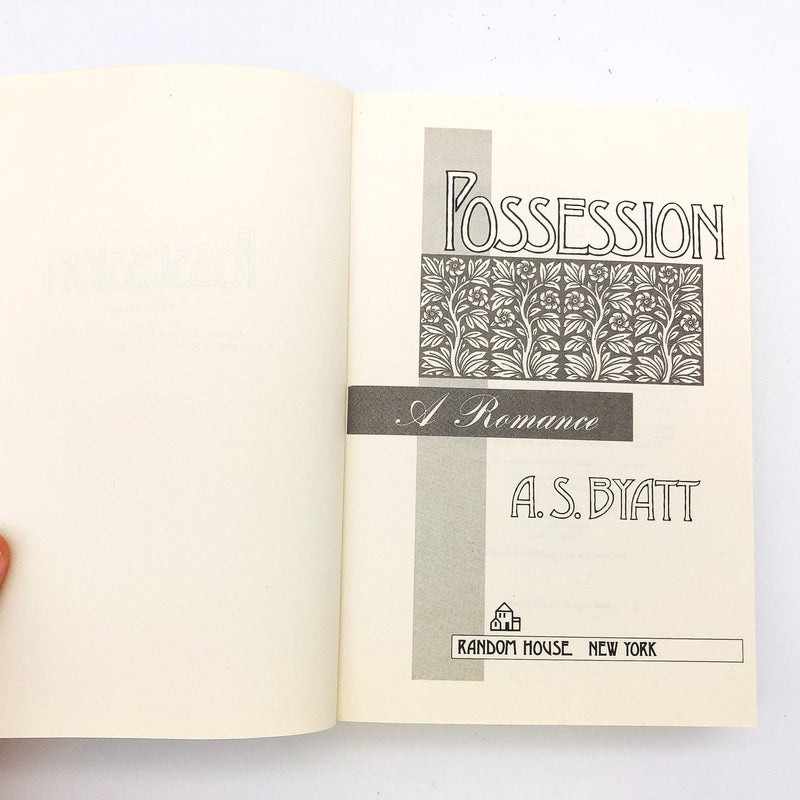 POSSESSION
A Romance
A. S. BYATT
RANDOM HOUSE NEW YORK